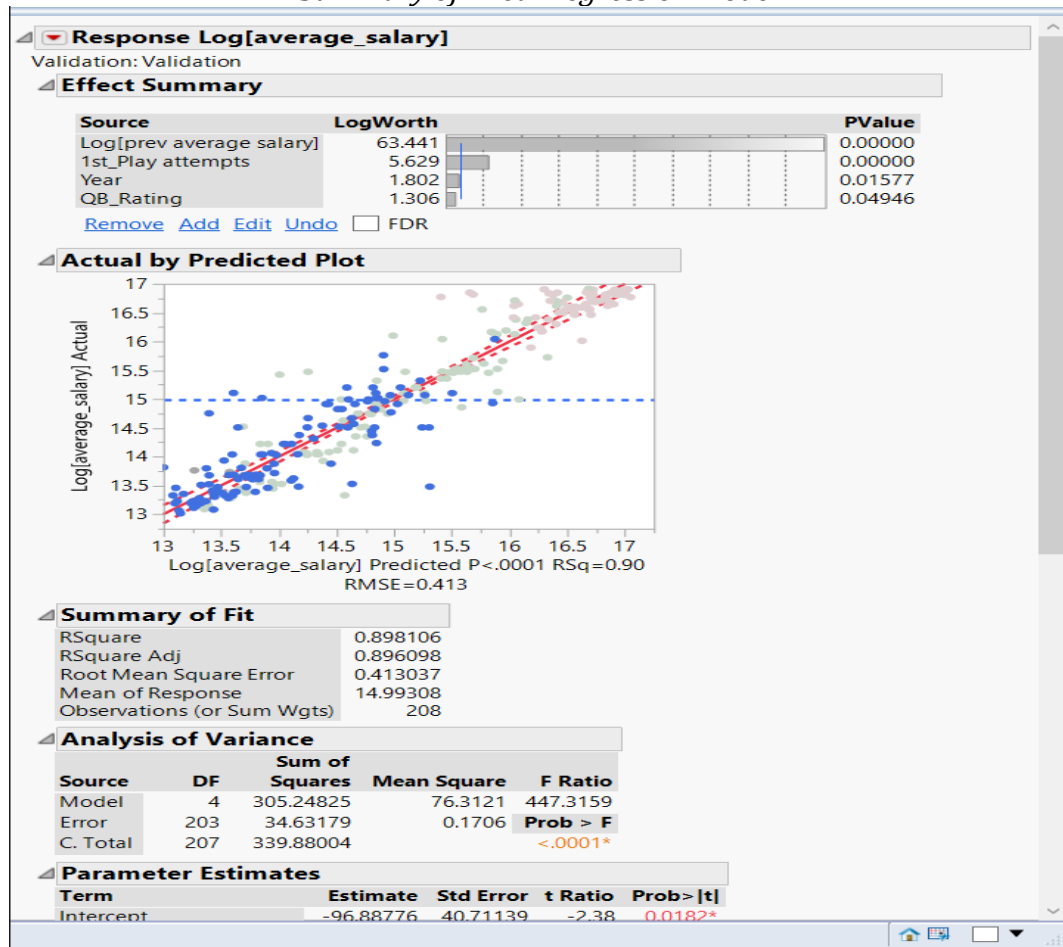 Response Log[average_salary]
Validation: Validation
Effect Summary
Source LogWorth PValue
Log[prev average salary] 63.441 0.00000
1st_Play attempts 5.629 0.00000
Year 1.802 0.01577
QB_Rating 1.306 0.04946
Remove Add Edit Undo FDR
Actual by Predicted Plot
Log[average_salary] Actual
17
16.5
16
15.5
15
14.5
14
13.5
13
13 13.5 14 14.5 15 15.5 16 16.5 17
Log[average_salary] Predicted P<.0001 RSq=0.90
RMSE=0.413
Summary of Fit
RSquare 0.898106
RSquare Adj 0.896098
Root Mean Square Error 0.413037
Mean of Response 14.99308
Observations (or Sum Wgts) 208
Analysis of Variance
Sum of
Source DF Squares Mean Square F Ratio
Model 4 305.24825 76.3121 447.3159
Error 203 34.63179 0.1706 Prob > F
C. Total 207 339.88004 <.0001*
Parameter Estimates
Term Estimate Std Error t Ratio Prob>|t|
Intercept -96.88776 40.71139 -2.38 0.0182*